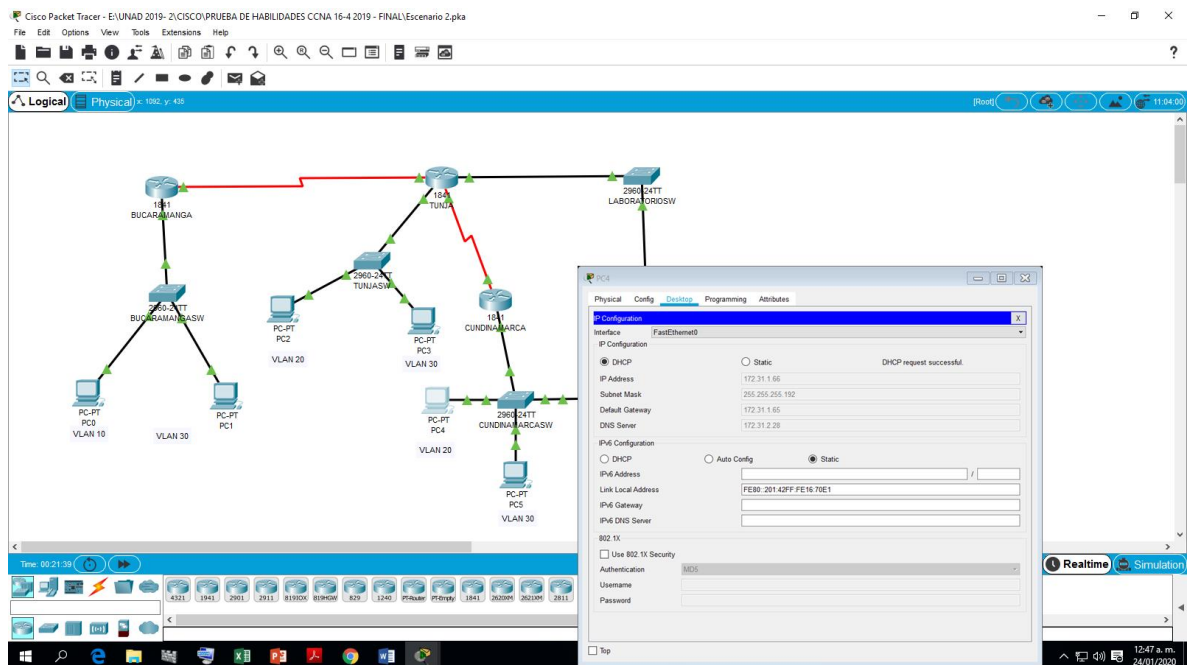 Cisco Packet Tracer - E:\UNAD 2019- 2\CISCO\PRUEBA DE HABILIDADES CCNA 16-4 2019 - FINAL\Escenario 2.pka
File Edit Options View Tools Extensions Help
Logical
Physical
x: 1092, y: 435
[Root]
11:04:00
1841
BUCARAMANGA
1841
TUNJA
2960-24TT
LABORATORIOSW
2960-24TT
TUNJASW
2960-24TT
BUCARAMANGASW
PC-PT
PC2
VLAN 20
PC-PT
PC3
VLAN 30
1841
CUNDINAMARCA
PC-PT
PC0
VLAN 10
PC-PT
PC1
VLAN 30
PC-PT
PC4
VLAN 20
2960-24TT
CUNDINAMARCASW
PC-PT
PC5
VLAN 30
PC4
Physical Config Desktop Programming Attributes
IP Configuration
X
Interface FastEthernet0
IP Configuration
DHCP Static DHCP request successful.
IP Address 172.31.1.66
Subnet Mask 255.255.255.192
Default Gateway 172.31.1.65
DNS Server 172.31.2.28
IPv6 Configuration
DHCP Auto Config Static
IPv6 Address /
Link Local Address FE80::201:42FF:FE16:70E1
IPv6 Gateway
IPv6 DNS Server
802.1X
Use 802.1X Security
Authentication MD5
Username
Password
Top
Time: 00:21:39
Realtime
Simulation
4321 1941 2901 2911 819IOX 819HGW 829 1240 PT-Router PT-Empty 1841 2620XM 2621XM 2811
12:47 a. m.
24/01/2020